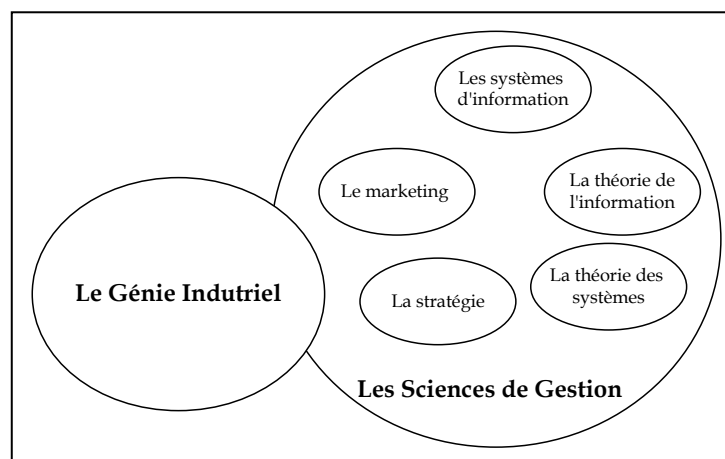 Les systèmes
d'information
Le marketing
La théorie de
l'information
Le Génie Indutriel
La stratégie
La théorie des
systèmes
Les Sciences de Gestion